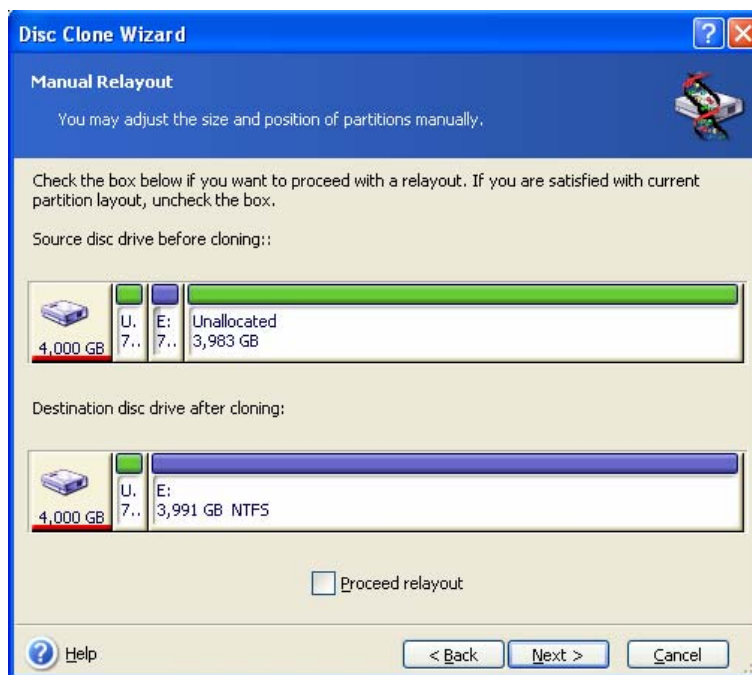 Disc Clone Wizard
Manual Relayout
You may adjust the size and position of partitions manually.
Check the box below if you want to proceed with a relayout. If you are satisfied with current
partition layout, uncheck the box.
Source disc drive before cloning::
4,000 GB
U.
7..
E:
7..
Unallocated
3,983 GB
Destination disc drive after cloning:
4,000 GB
U.
7..
E:
3,991 GB NTFS
Proceed relayout
Help
< Back
Next >
Cancel